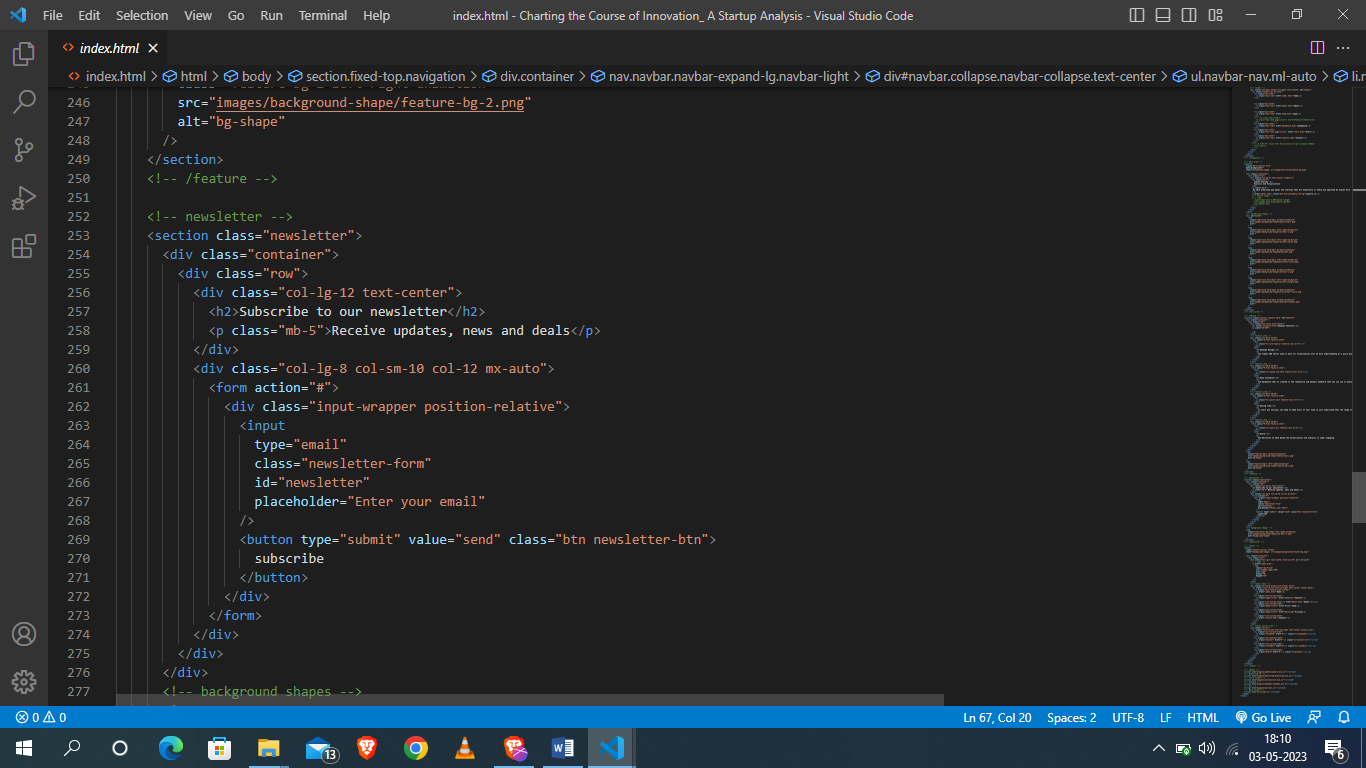 File Edit Selection View Go Run Terminal Help index.html - Charting the Course of Innovation_ A Startup Analysis - Visual Studio Code
<> index.html ×
<> index.html > html > body > section.fixed-top.navigation > div.container > nav.navbar.navbar-expand-lg.navbar-light > div#navbar.collapse.navbar-collapse.text-center > ul.navbar-nav.ml-auto >
246 src="images/background-shape/feature-bg-2.png"
247 alt="bg-shape"
248 />
249 </section>
250 <!-- /feature -->
251
252 <!-- newsletter -->
253 <section class="newsletter">
254 <div class="container">
255 <div class="row">
256 <div class="col-lg-12 text-center">
257 <h2>Subscribe to our newsletter</h2>
258 <p class="mb-5">Receive updates, news and deals</p>
259 </div>
260 <div class="col-lg-8 col-sm-10 col-12 mx-auto">
261 <form action="#">
262 <div class="input-wrapper position-relative">
263 <input
264 type="email"
265 class="newsletter-form"
266 id="newsletter"
267 placeholder="Enter your email"
268 />
269 <button type="submit" value="send" class="btn newsletter-btn">
270 subscribe
271 </button>
272 </div>
273 </form>
274 </div>
275 </div>
276 </div>
277 <!-- background shapes -->
0 0 Ln 67, Col 20 Spaces: 2 UTF-8 LF HTML Go Live
13 18:10
03-05-2023 6